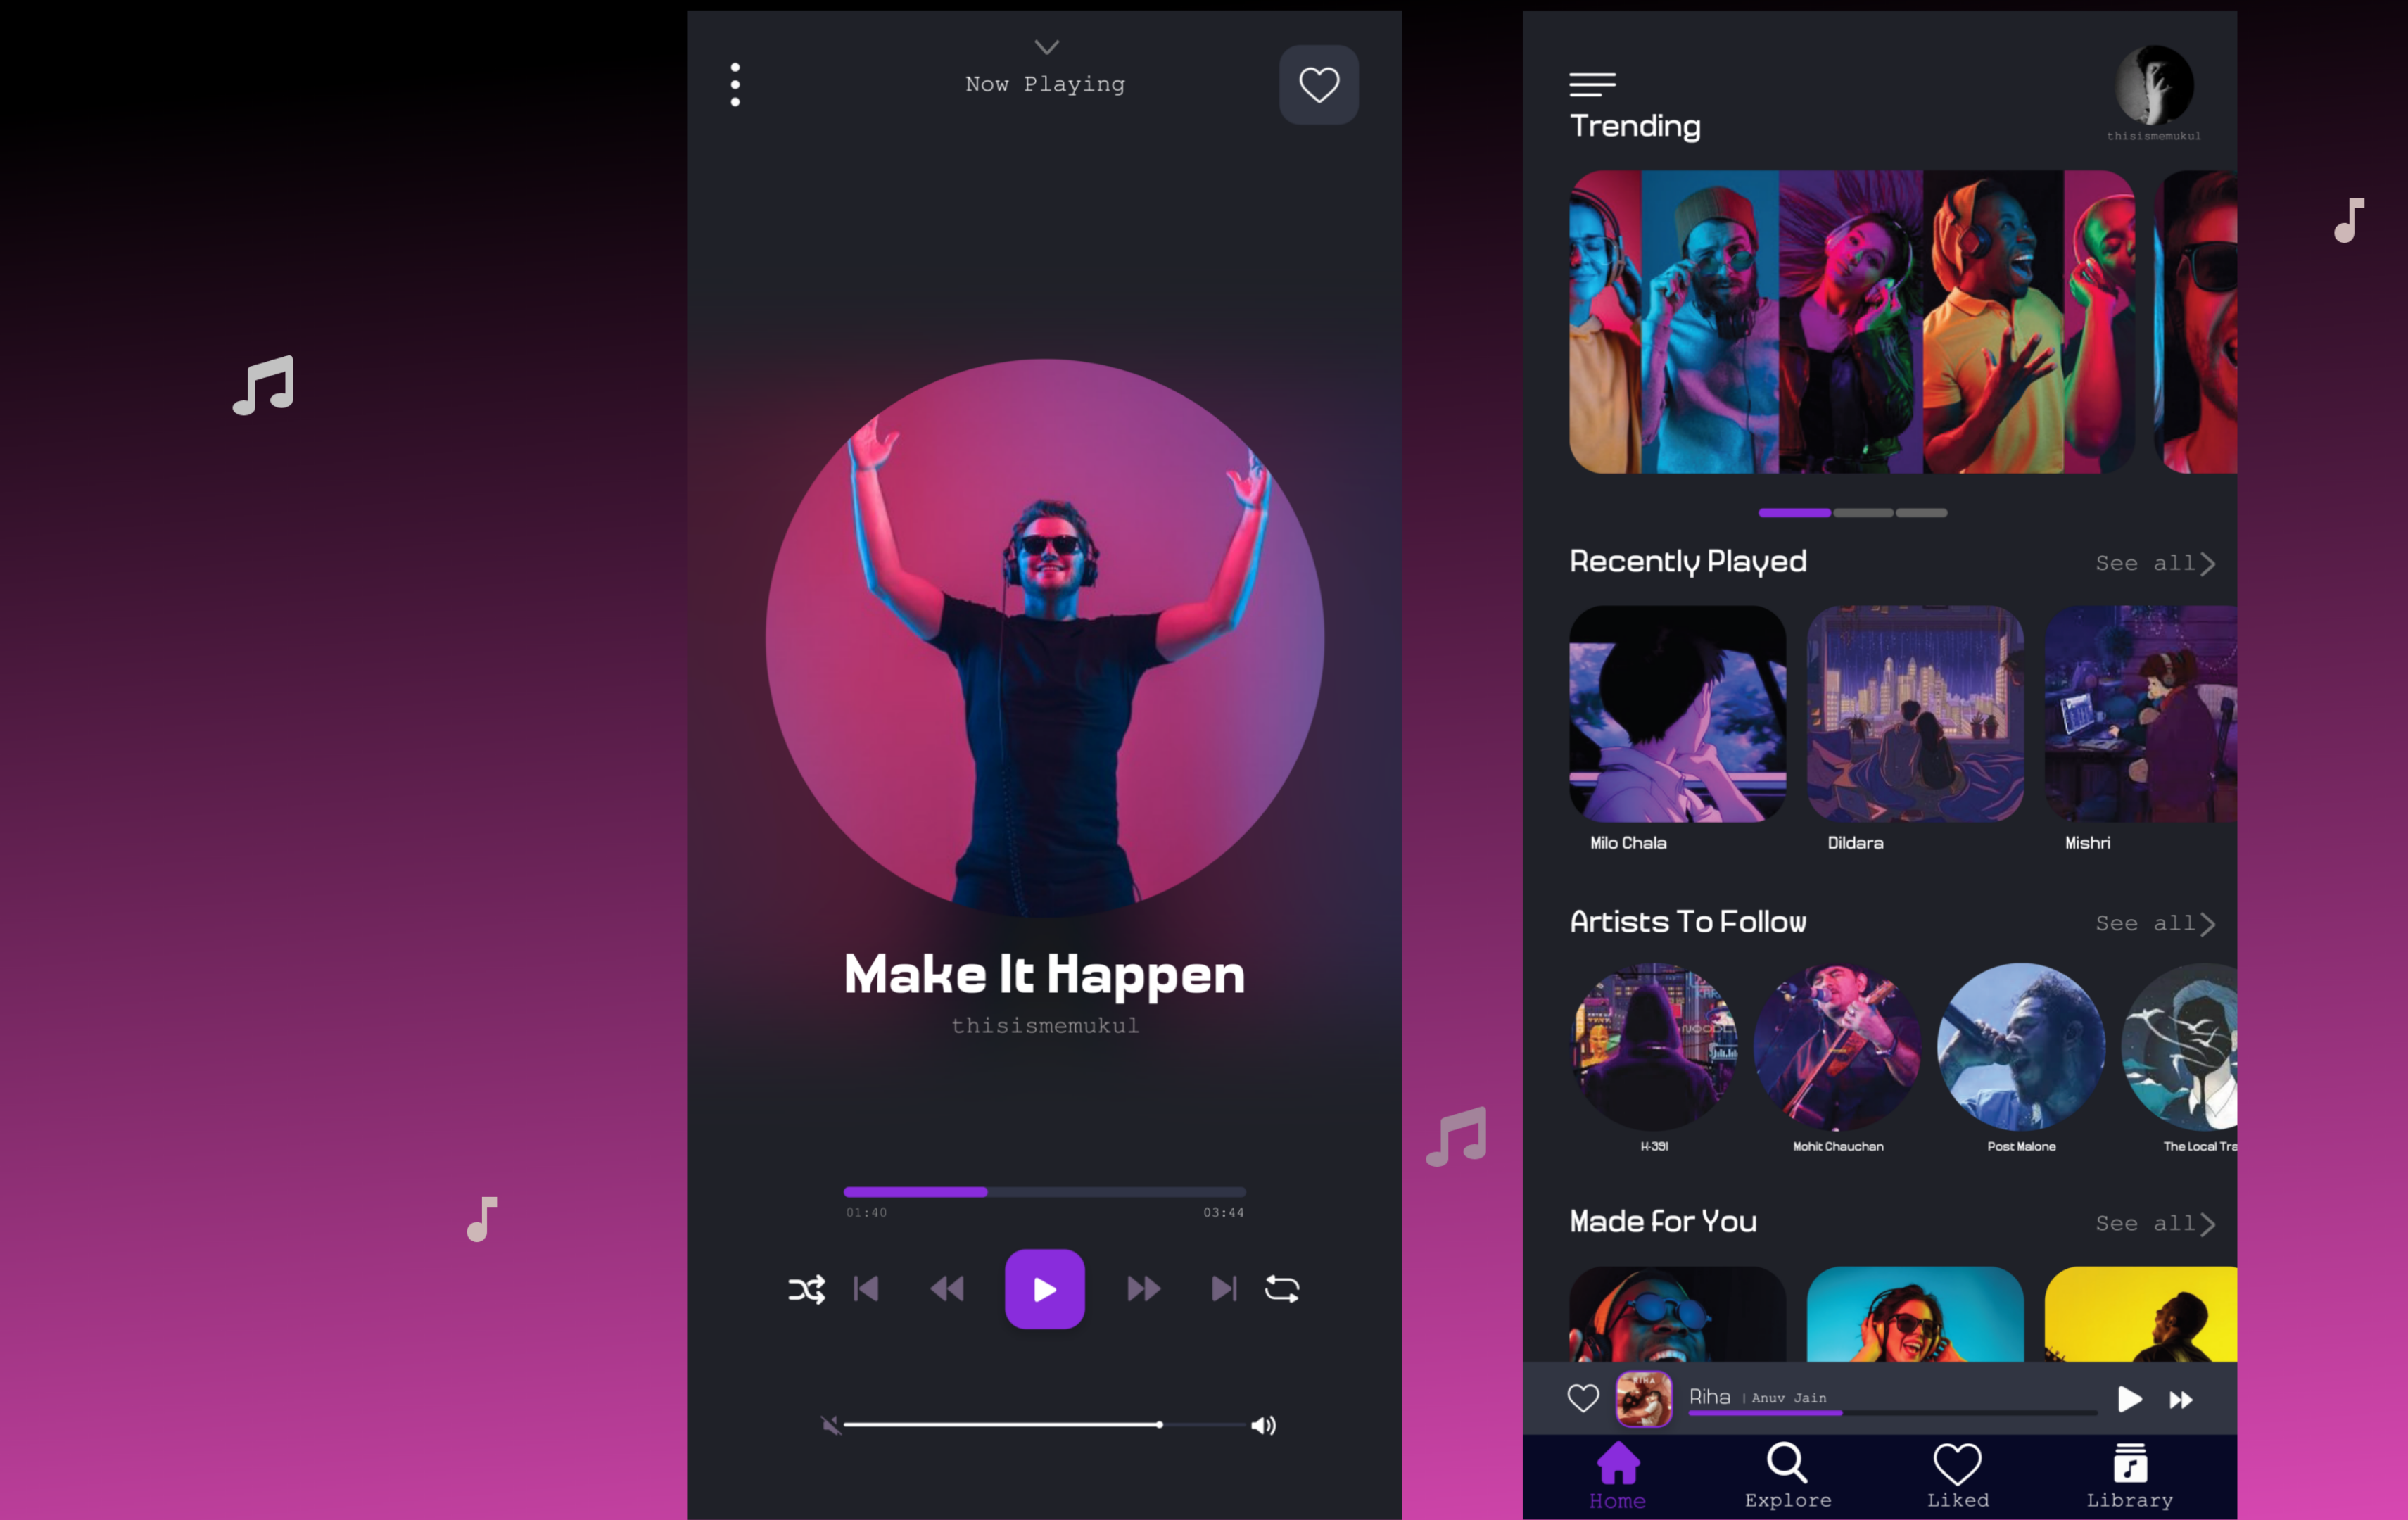 Now Playing
Make It Happen
thisismemukul
01:40
03:44
Trending
thisismemukul
Recently Played
See all
Milo Chala
Dildara
Mishri
Artists To Follow
See all
NOODL
H-391
Mohit Chauchan
Post Malone
The Local Tra
Made For You
See all
RIHA
Riha | Anuv Jain
Home
Explore
Liked
Library